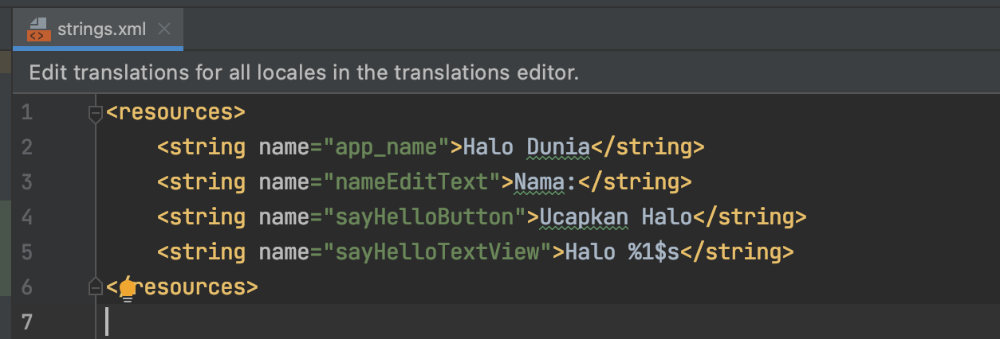 strings.xml
Edit translations for all locales in the translations editor.
1 <resources>
2 <string name="app_name">Halo Dunia</string>
3 <string name="nameEditText">Nama:</string>
4 <string name="sayHelloButton">Ucapkan Halo</string>
5 <string name="sayHelloTextView">Halo %1$s</string>
6 </resources>
7